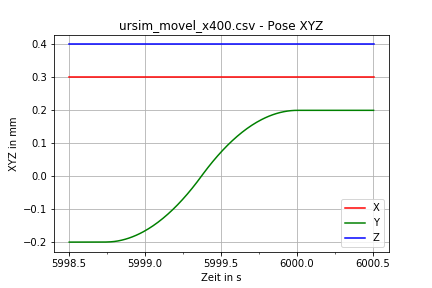 ursim_movel_x400.csv - Pose XYZ
XYZ in mm
0.4
0.3
0.2
0.1
0.0
−0.1
−0.2
5998.5 5999.0 5999.5 6000.0 6000.5
Zeit in s
X
Y
Z